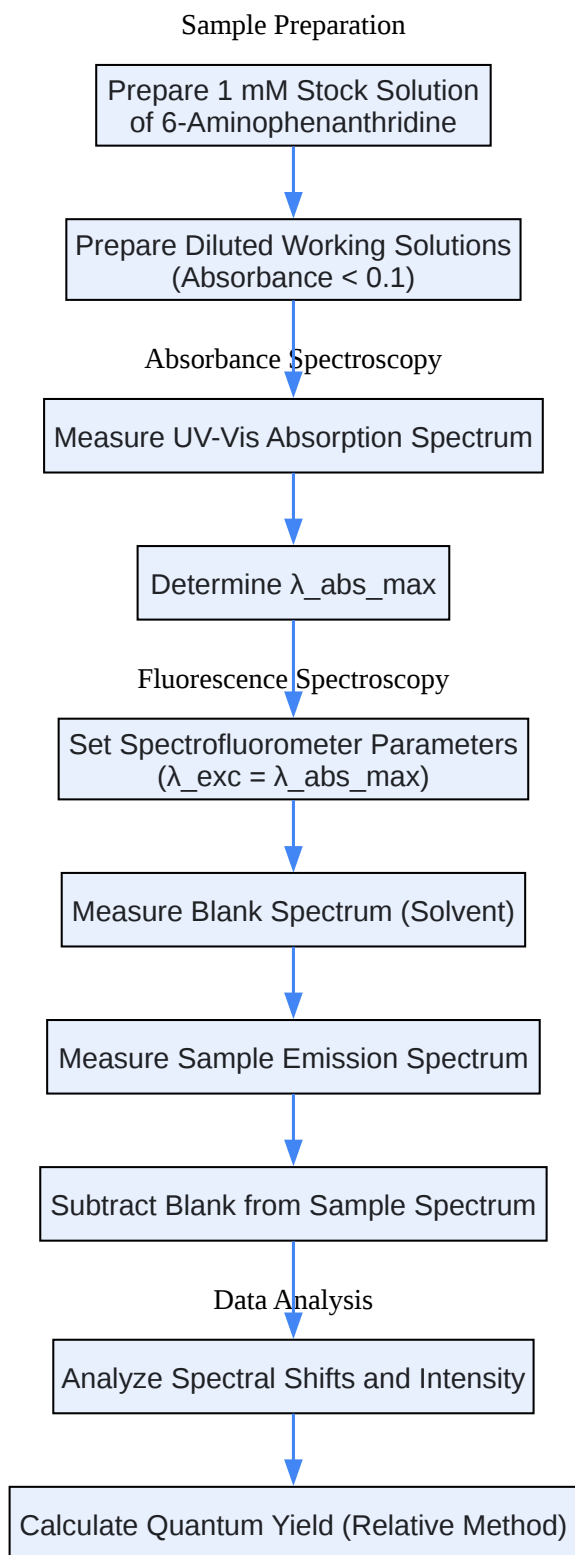 Sample Preparation
Prepare 1 mM Stock Solution
of 6-Aminophenanthridine
Prepare Diluted Working Solutions
(Absorbance < 0.1)
Absorbance Spectroscopy
Measure UV-Vis Absorption Spectrum
Determine λ_abs_max
Fluorescence Spectroscopy
Set Spectrofluorometer Parameters
(λ_exc = λ_abs_max)
Measure Blank Spectrum (Solvent)
Measure Sample Emission Spectrum
Subtract Blank from Sample Spectrum
Data Analysis
Analyze Spectral Shifts and Intensity
Calculate Quantum Yield (Relative Method)